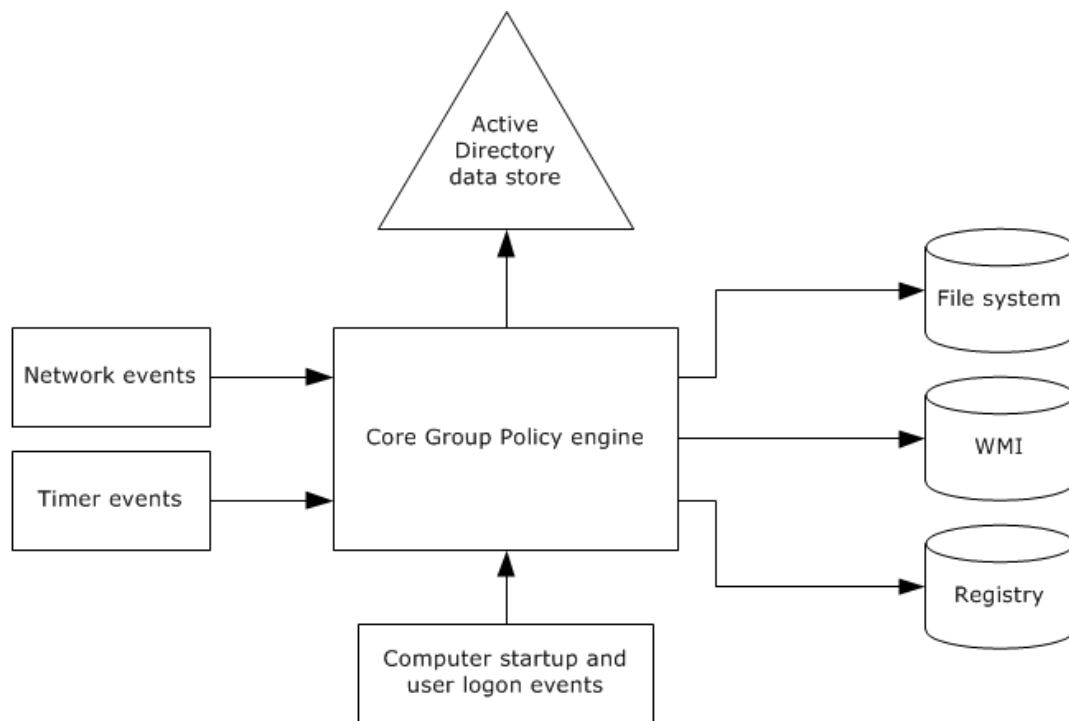 Active
Directory
data store
File system
Network events
Core Group Policy engine
WMI
Timer events
Registry
Computer startup and
user logon events